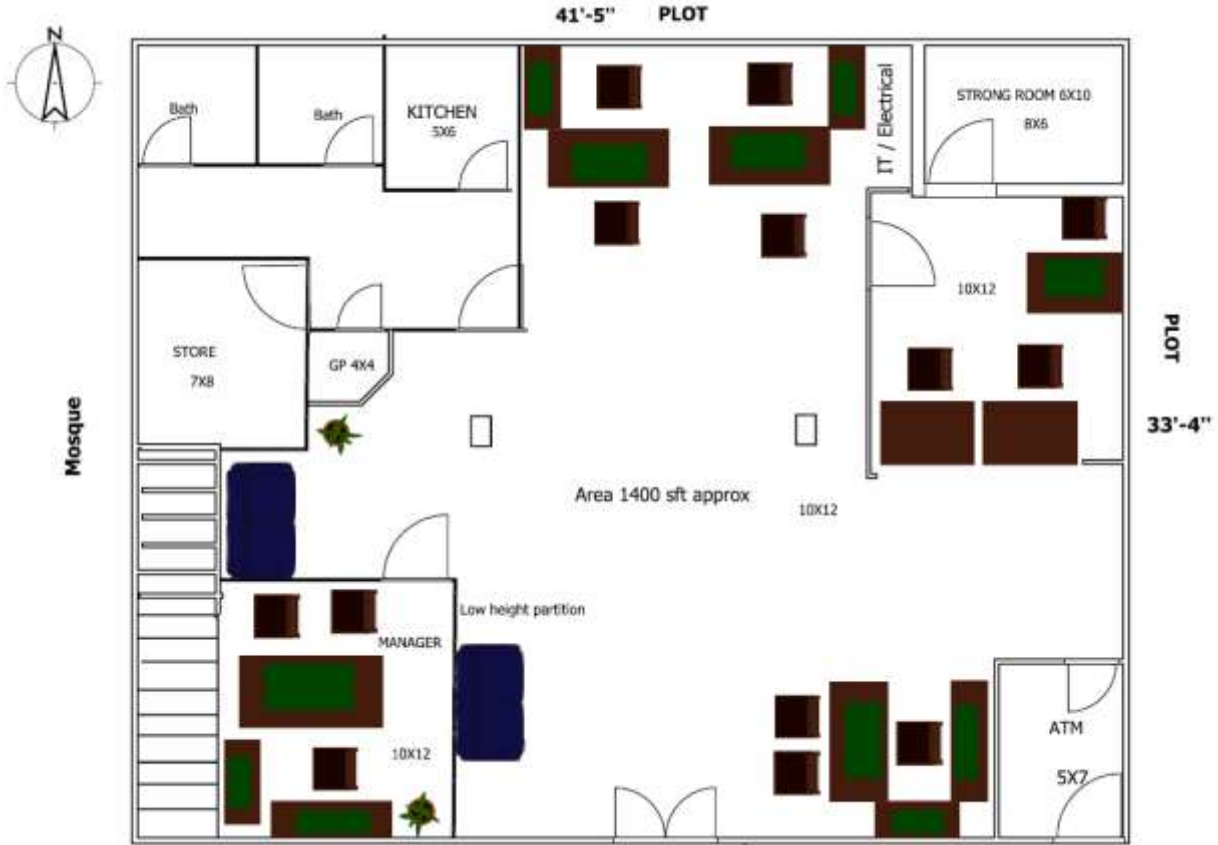 41'-5" PLOT
N
Bath
Bath
KITCHEN
5X6
IT / Electrical
STRONG ROOM 6X10
8X6
10X12
STORE
7X8
GP 4X4
PLOT
Mosque
33'-4"
Area 1400 sft approx
10X12
Low height partition
MANAGER
10X12
ATM
5X7